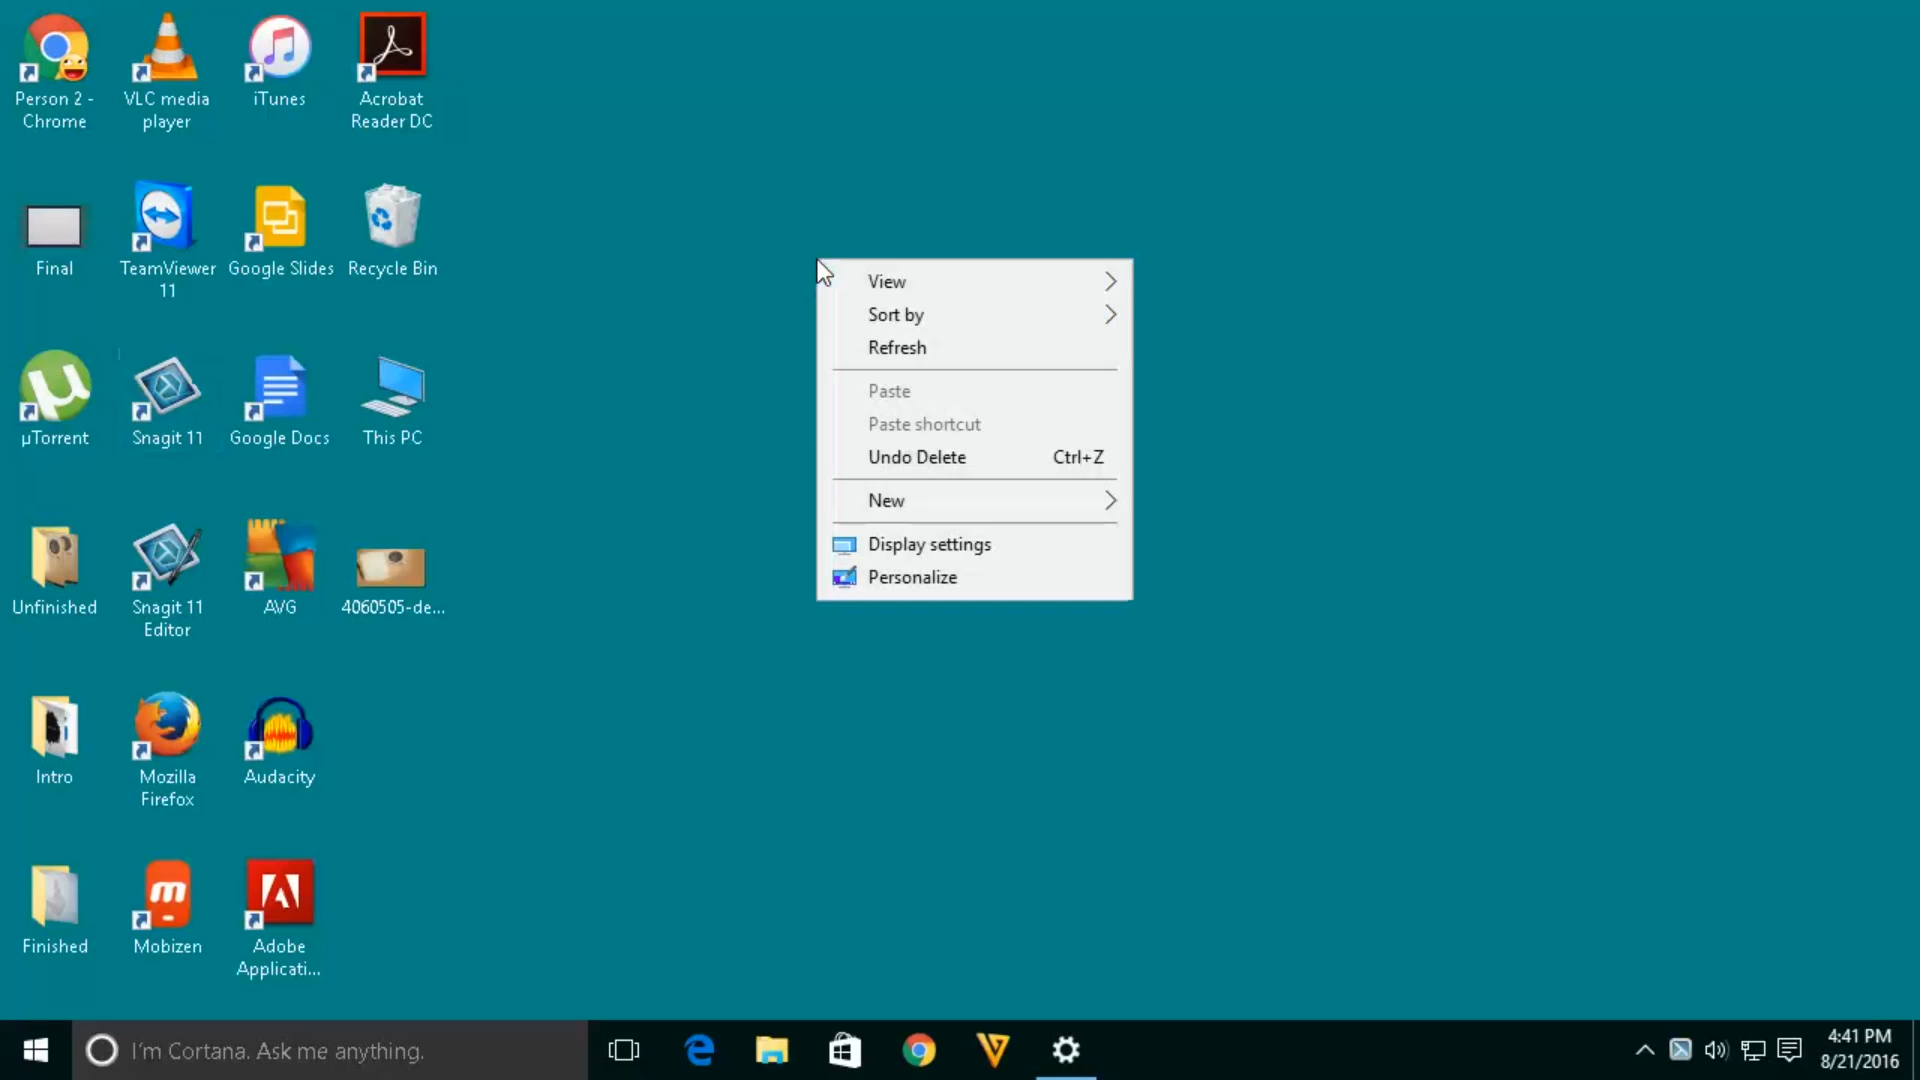 Person 2 -
Chrome
VLC media
player
iTunes
Acrobat
Reader DC
Final
TeamViewer
11
Google Slides
Recycle Bin
µTorrent
Snagit 11
Google Docs
This PC
Unfinished
Snagit 11
Editor
AVG
4060505-de...
Intro
Mozilla
Firefox
Audacity
Finished
Mobizen
Adobe
Applicati...
View
Sort by
Refresh
Paste
Paste shortcut
Undo Delete Ctrl+Z
New
Display settings
Personalize
I'm Cortana. Ask me anything.
4:41 PM
8/21/2016